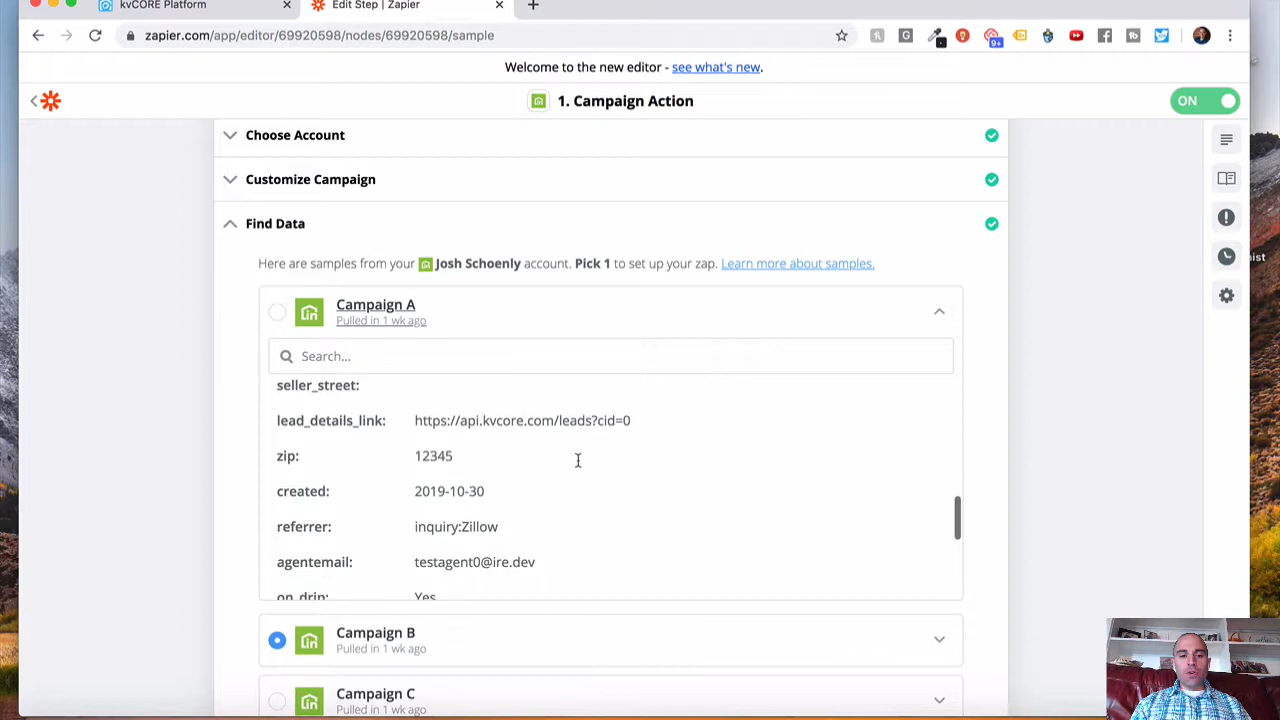 kvCORE Platform
Edit Step | Zapier
zapier.com/app/editor/69920598/nodes/69920598/sample
9+
Welcome to the new editor - see what's new.
1. Campaign Action
ON
Choose Account
Customize Campaign
Find Data
Here are samples from your Josh Schoenly account. Pick 1 to set up your zap. Learn more about samples.
Campaign A
Pulled in 1 wk ago
Search...
seller_street:
lead_details_link: https://api.kvcore.com/leads?cid=0
zip: 12345
created: 2019-10-30
referrer: inquiry:Zillow
agentemail: testagent0@ire.dev
on_drip: Yes
Campaign B
Pulled in 1 wk ago
Campaign C
Pulled in 1 wk ago